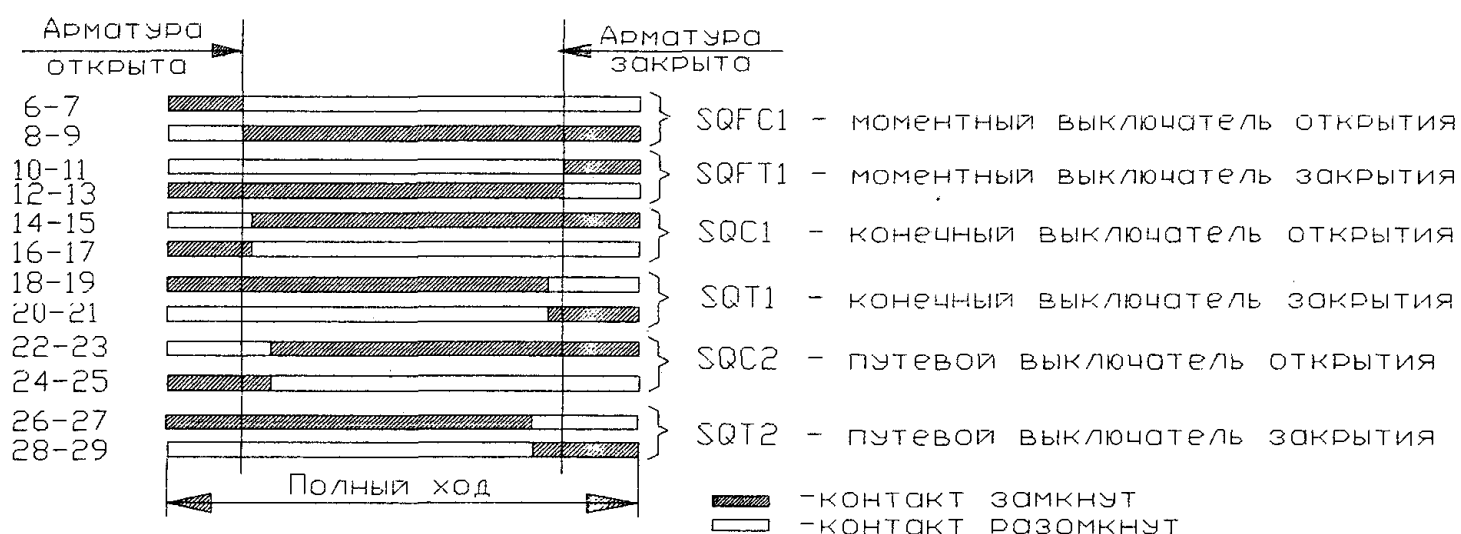 Арматура
открыта
Арматура
закрыта
6-7
8-9
SQFC1 - моментный выключатель открытия
10-11
12-13
SQFT1 - моментный выключатель закрытия
14-15
16-17
SQC1 - конечный выключатель открытия
18-19
20-21
SQT1 - конечный выключатель закрытия
22-23
24-25
SQC2 - путевой выключатель открытия
26-27
28-29
SQT2 - путевой выключатель закрытия
Полный ход
-контакт замкнут
-контакт разомкнут